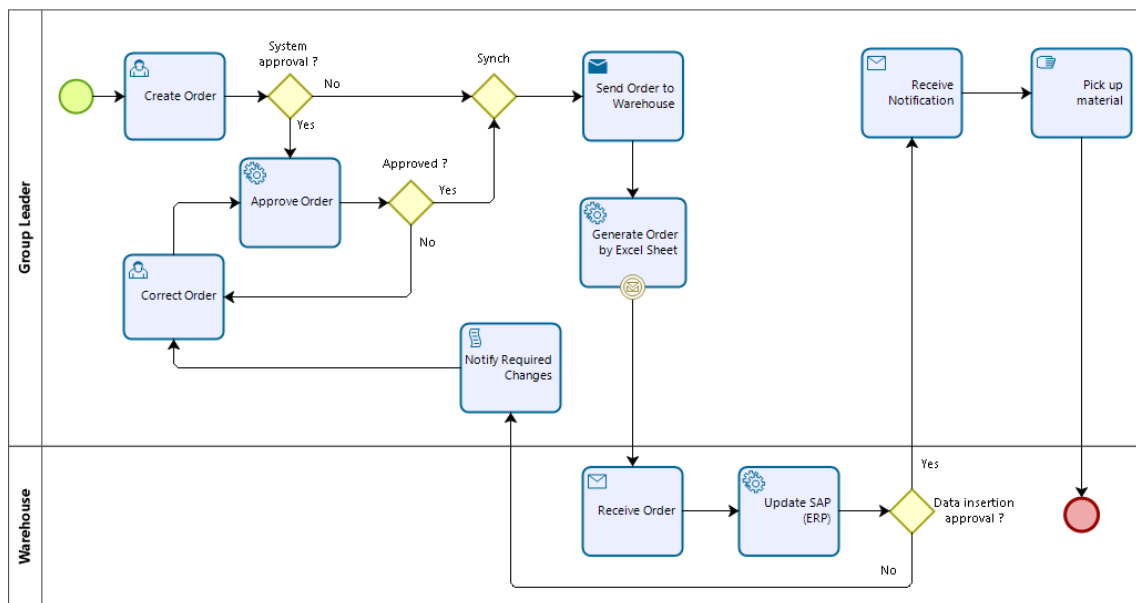 Group Leader
System
approval ?
Create Order
No
Yes
Synch
Send Order to
Warehouse
Receive
Notification
Pick up
material
Approve Order
Approved ?
Yes
No
Generate Order
by Excel Sheet
Correct Order
Notify Required
Changes
Warehouse
Receive Order
Update SAP
(ERP)
Yes
Data insertion
approval ?
No